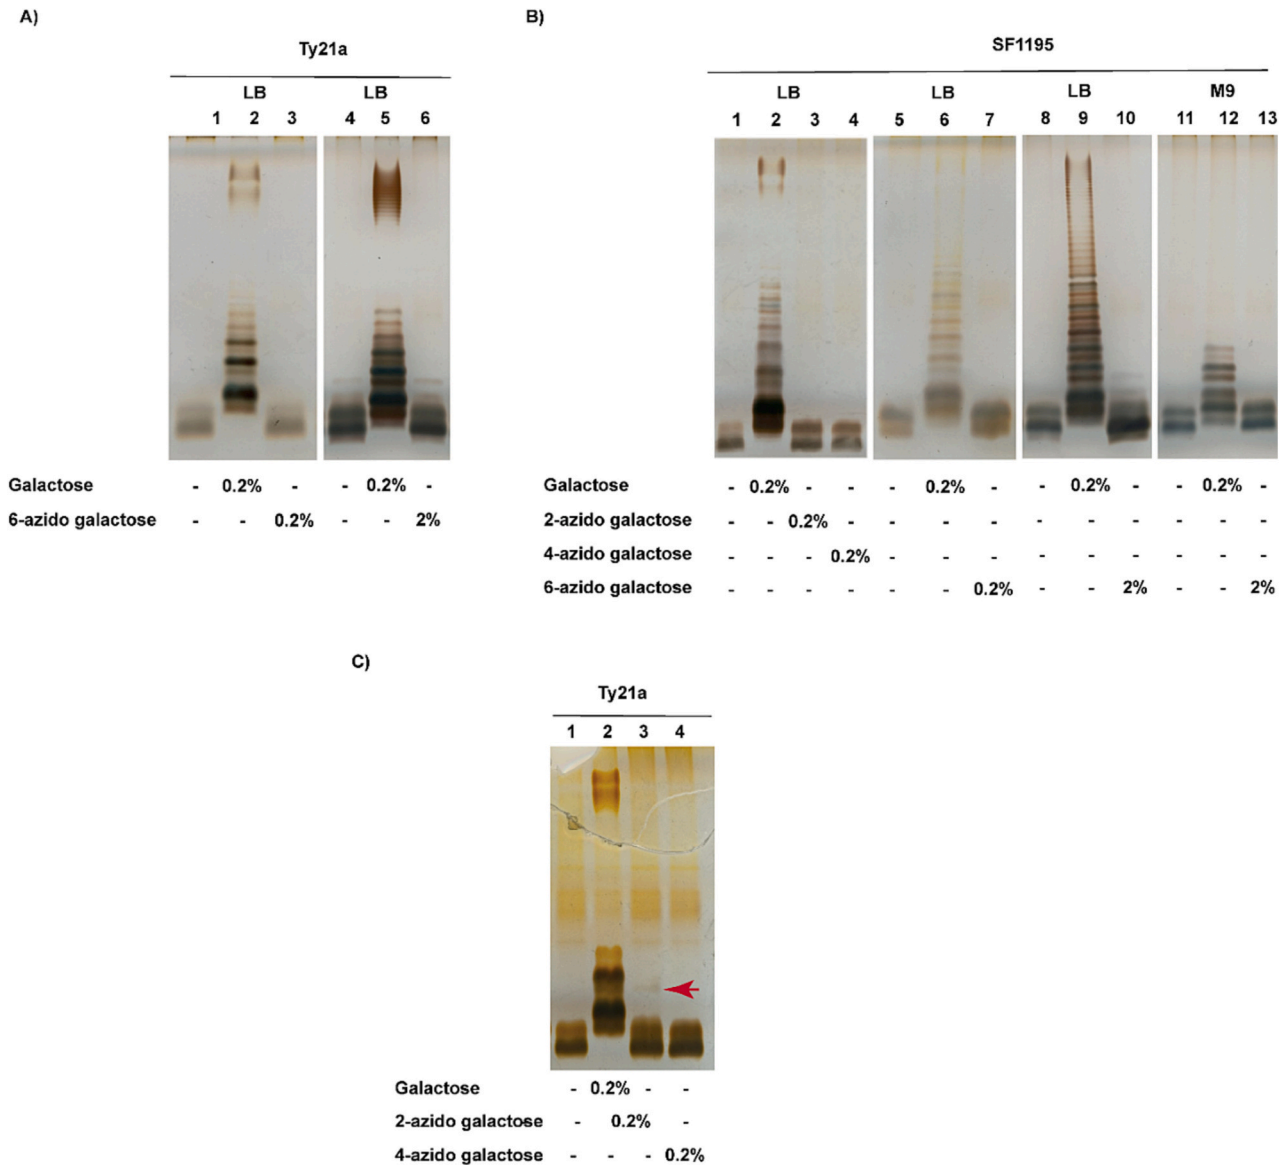 A)
Ty21a
LB LB
1 2 3 4 5 6
Galactose - 0.2% - - 0.2% -
6-azido galactose - - 0.2% - - 2%
B)
SF1195
LB LB LB M9
1 2 3 4 5 6 7 8 9 10 11 12 13
Galactose - 0.2% - - - 0.2% - - 0.2% - - 0.2% -
2-azido galactose - - 0.2% - - - - - - - - - -
4-azido galactose - - - 0.2% - - - - - - - - -
6-azido galactose - - - - - - 0.2% - - 2% - - 2%
C)
Ty21a
1 2 3 4
Galactose - 0.2% - -
2-azido galactose - 0.2% -
4-azido galactose - - - 0.2%